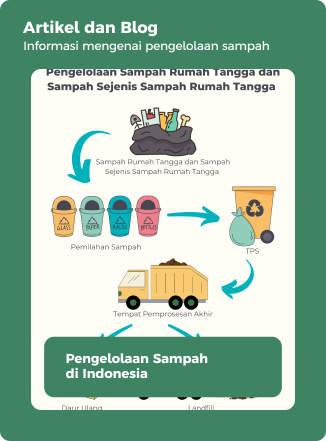 Artikel dan Blog
Informasi mengenai pengelolaan sampah
Pengelolaan Sampah Rumah Tangga dan
Sampah Sejenis Sampah Rumah Tangga
Sampah Rumah Tangga dan Sampah
Sejenis Sampah Rumah Tangga
GLASS
PAPER
Pemilahan Sampah
TPS
Tempat Pemprosesan Akhir
Pengelolaan Sampah
di Indonesia
Daur Ulang
Landfill